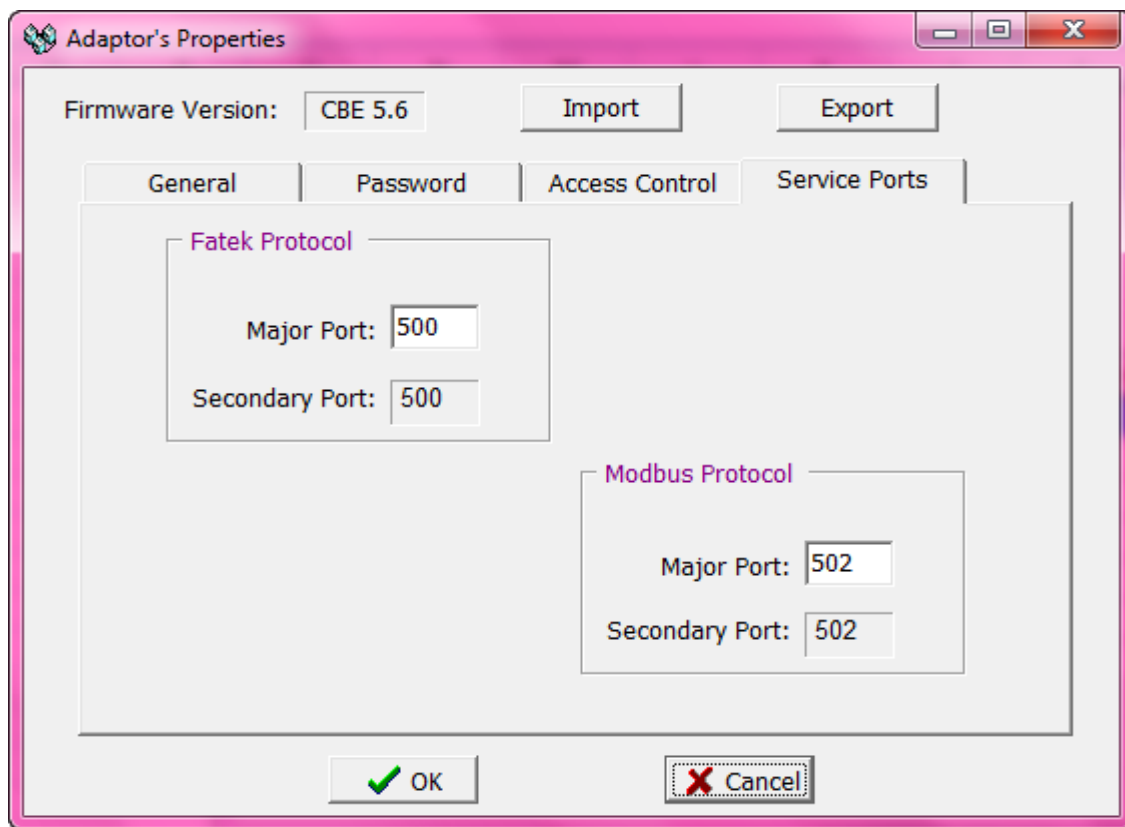 Adaptor's Properties
Firmware Version: CBE 5.6 Import Export
General Password Access Control Service Ports
Fatek Protocol
Major Port: 500
Secondary Port: 500
Modbus Protocol
Major Port: 502
Secondary Port: 502
OK Cancel